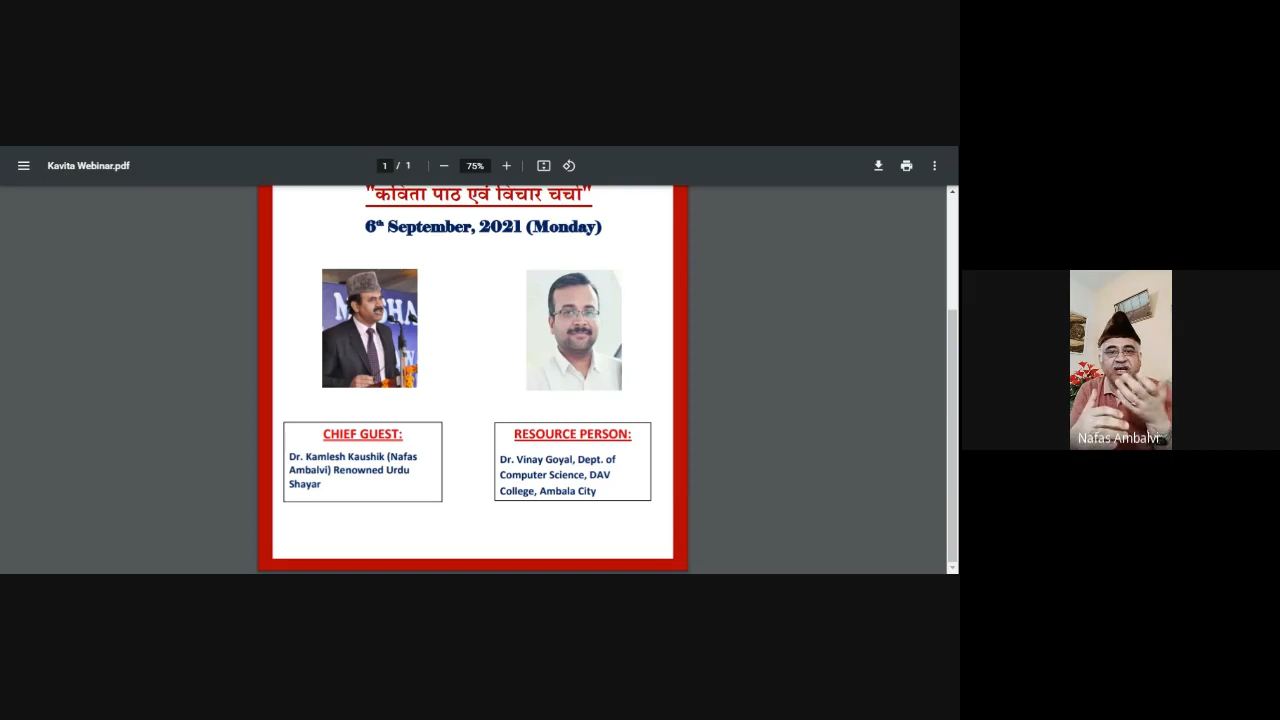 Kavita Webinar.pdf
1 / 1
75%
"कविता पाठ एवं विचार चर्चा"
6th September, 2021 (Monday)
CHIEF GUEST:
Dr. Kamlesh Kaushik (Nafas
Ambalvi) Renowned Urdu
Shayar
RESOURCE PERSON:
Dr. Vinay Goyal, Dept. of
Computer Science, DAV
College, Ambala City
Nafas Ambalvi